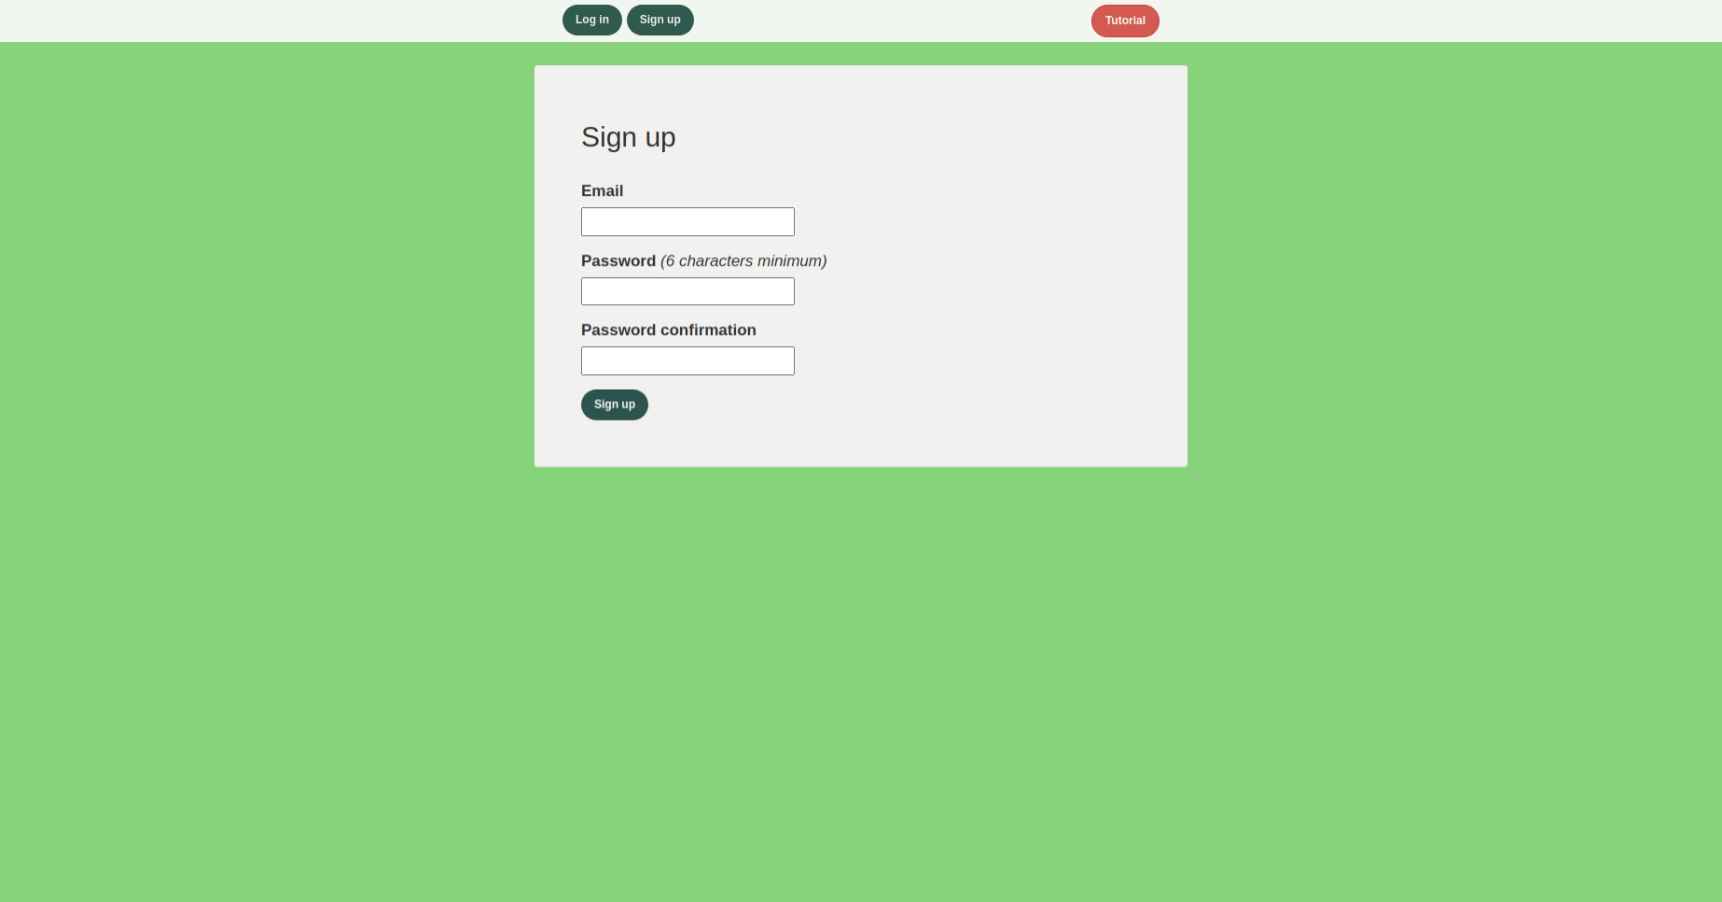 Log in Sign up Tutorial
Sign up
Email
Password (6 characters minimum)
Password confirmation
Sign up